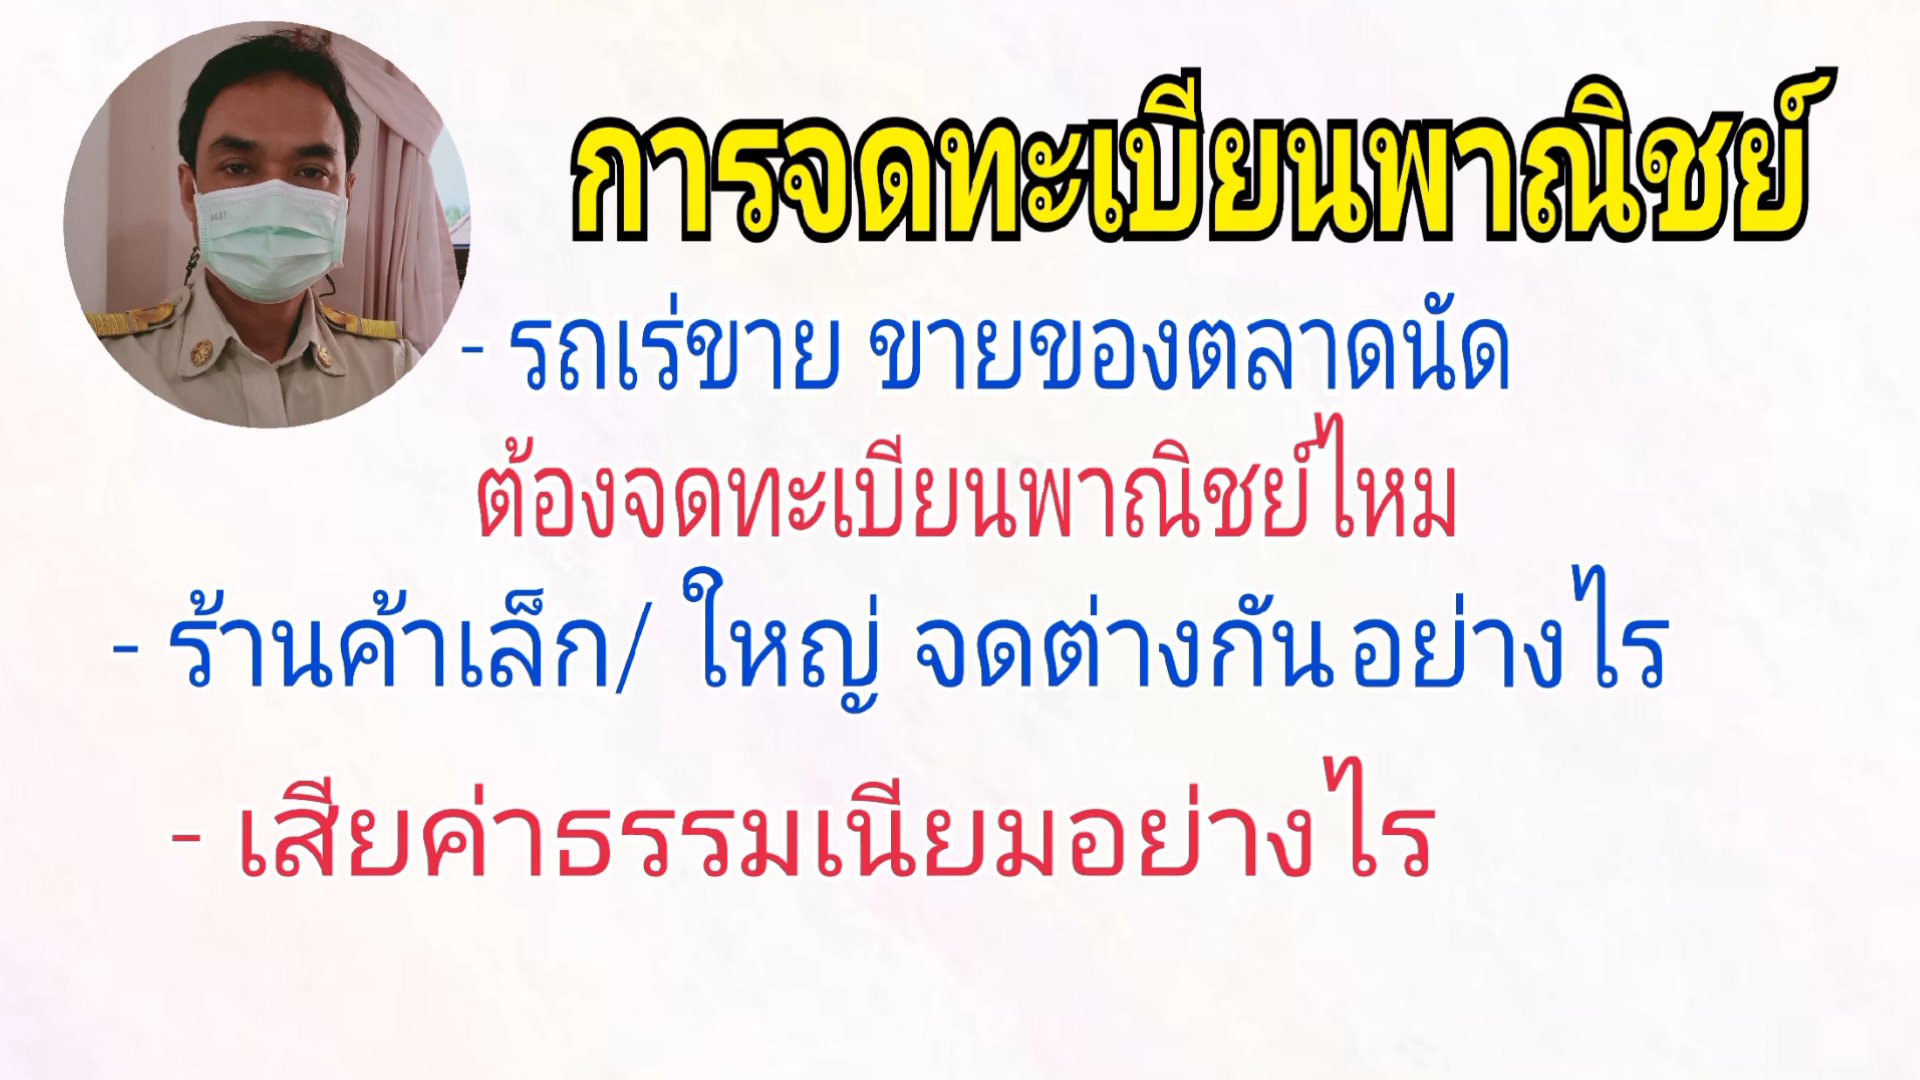 การจดทะเบียนพาณิชย์
- รถเร่ขาย ขายของตลาดนัด
ต้องจดทะเบียนพาณิชย์ไหม
- ร้านค้าเล็ก/ ใหญ่ จดต่างกันอย่างไร
- เสียค่าธรรมเนียมอย่างไร